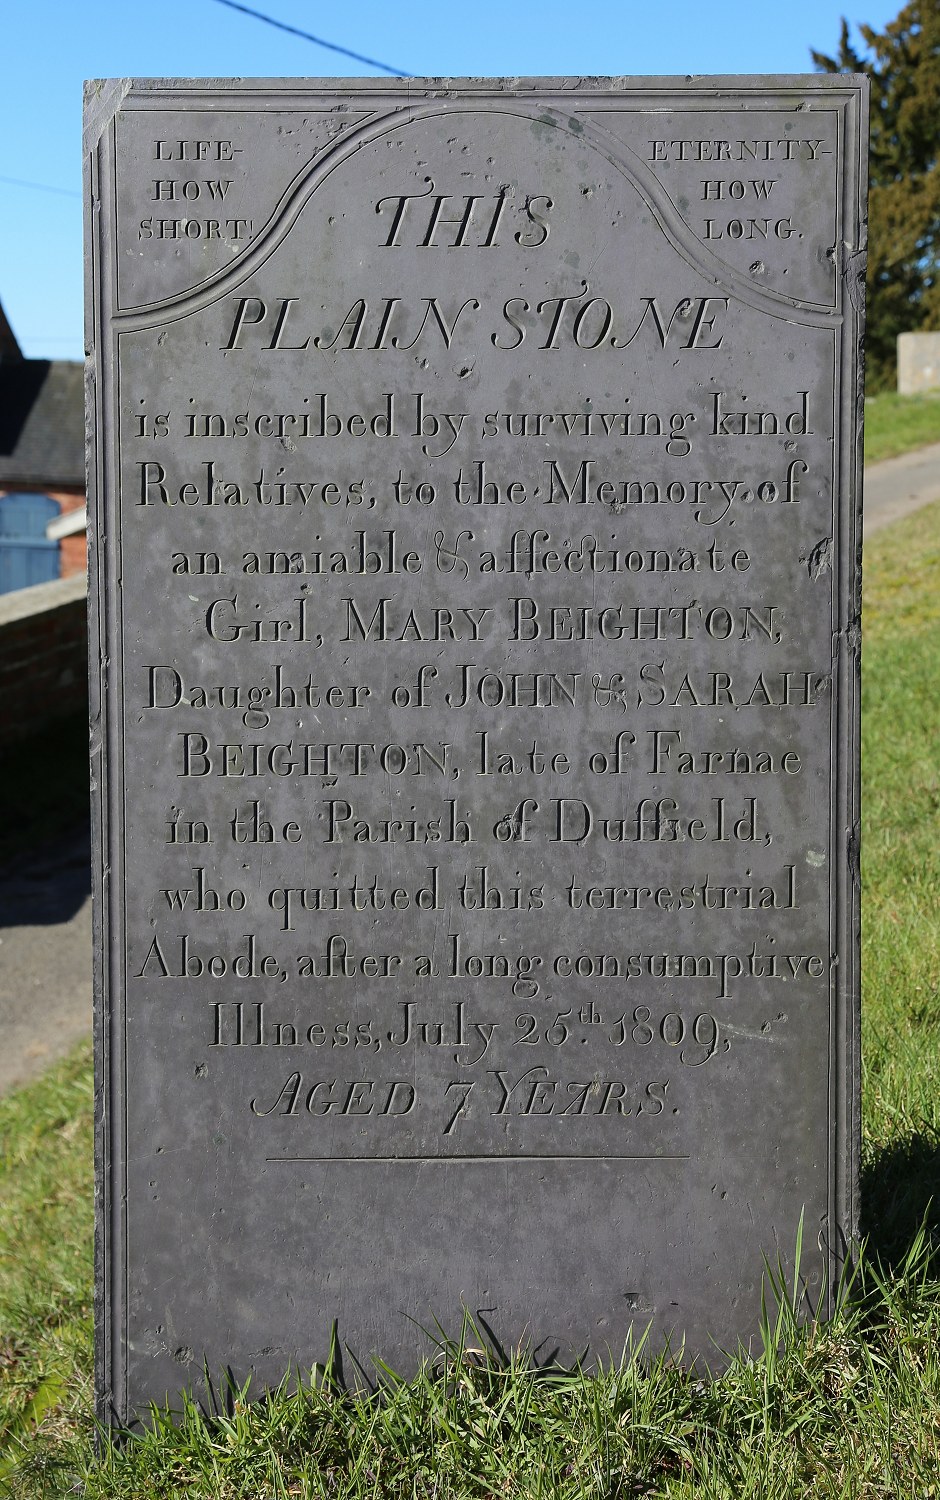 LIFE-
HOW
SHORT!
ETERNITY-
HOW
LONG.
THIS
PLAIN STONE
is inscribed by surviving kind
Relatives, to the Memory of
an amiable & affectionate
Girl, MARY BEIGHTON,
Daughter of JOHN & SARAH
BEIGHTON, late of Farnae
in the Parish of Duffield,
who quitted this terrestrial
Abode, after a long consumptive
Illness, July 25th. 1809,
AGED 7 YEARS.